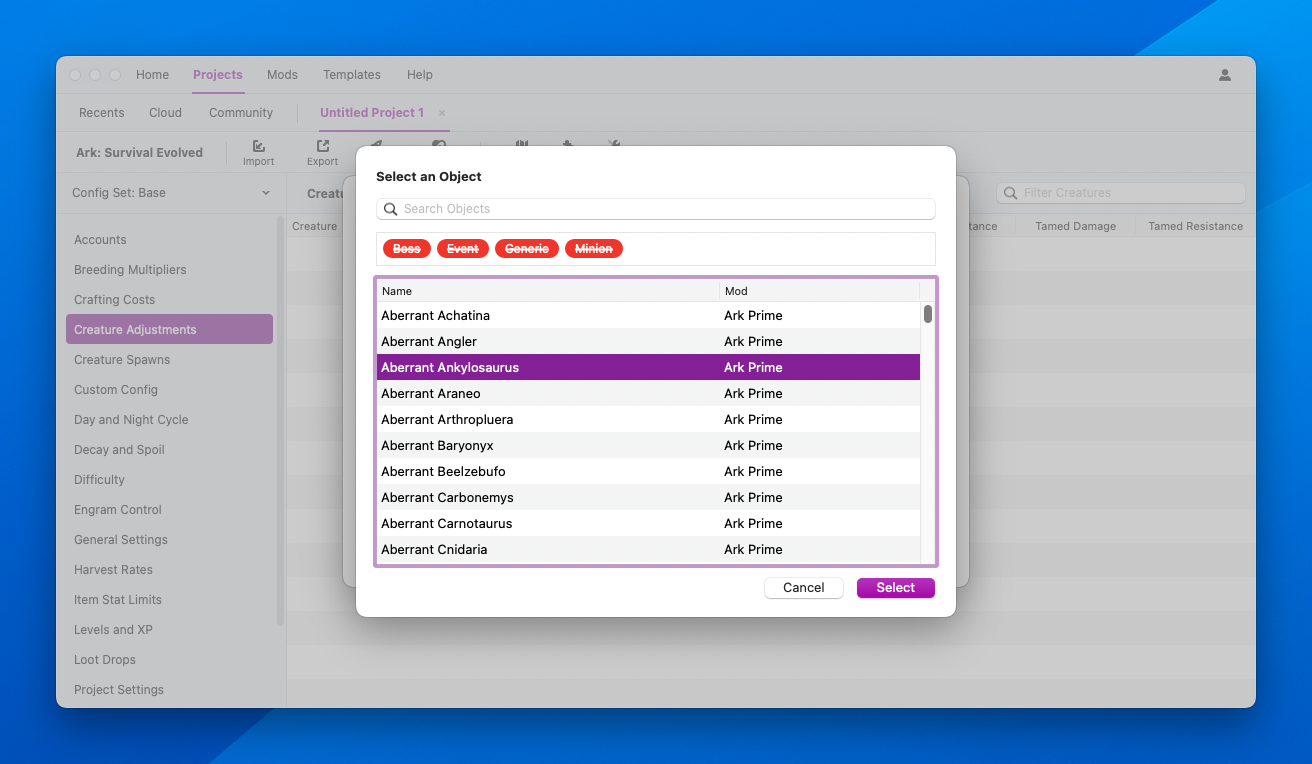 Home Projects Mods Templates Help
Recents Cloud Community Untitled Project 1 ×
Ark: Survival Evolved Import Export
Config Set: Base
Filter Creatures
Creature Tamed Damage Tamed Resistance
Accounts
Breeding Multipliers
Crafting Costs
Creature Adjustments
Creature Spawns
Custom Config
Day and Night Cycle
Decay and Spoil
Difficulty
Engram Control
General Settings
Harvest Rates
Item Stat Limits
Levels and XP
Loot Drops
Project Settings
Select an Object
Search Objects
Boss Event Generic Minion
Name Mod
Aberrant Achatina Ark Prime
Aberrant Angler Ark Prime
Aberrant Ankylosaurus Ark Prime
Aberrant Araneo Ark Prime
Aberrant Arthropluera Ark Prime
Aberrant Baryonyx Ark Prime
Aberrant Beelzebufo Ark Prime
Aberrant Carbonemys Ark Prime
Aberrant Carnotaurus Ark Prime
Aberrant Cnidaria Ark Prime
Cancel Select